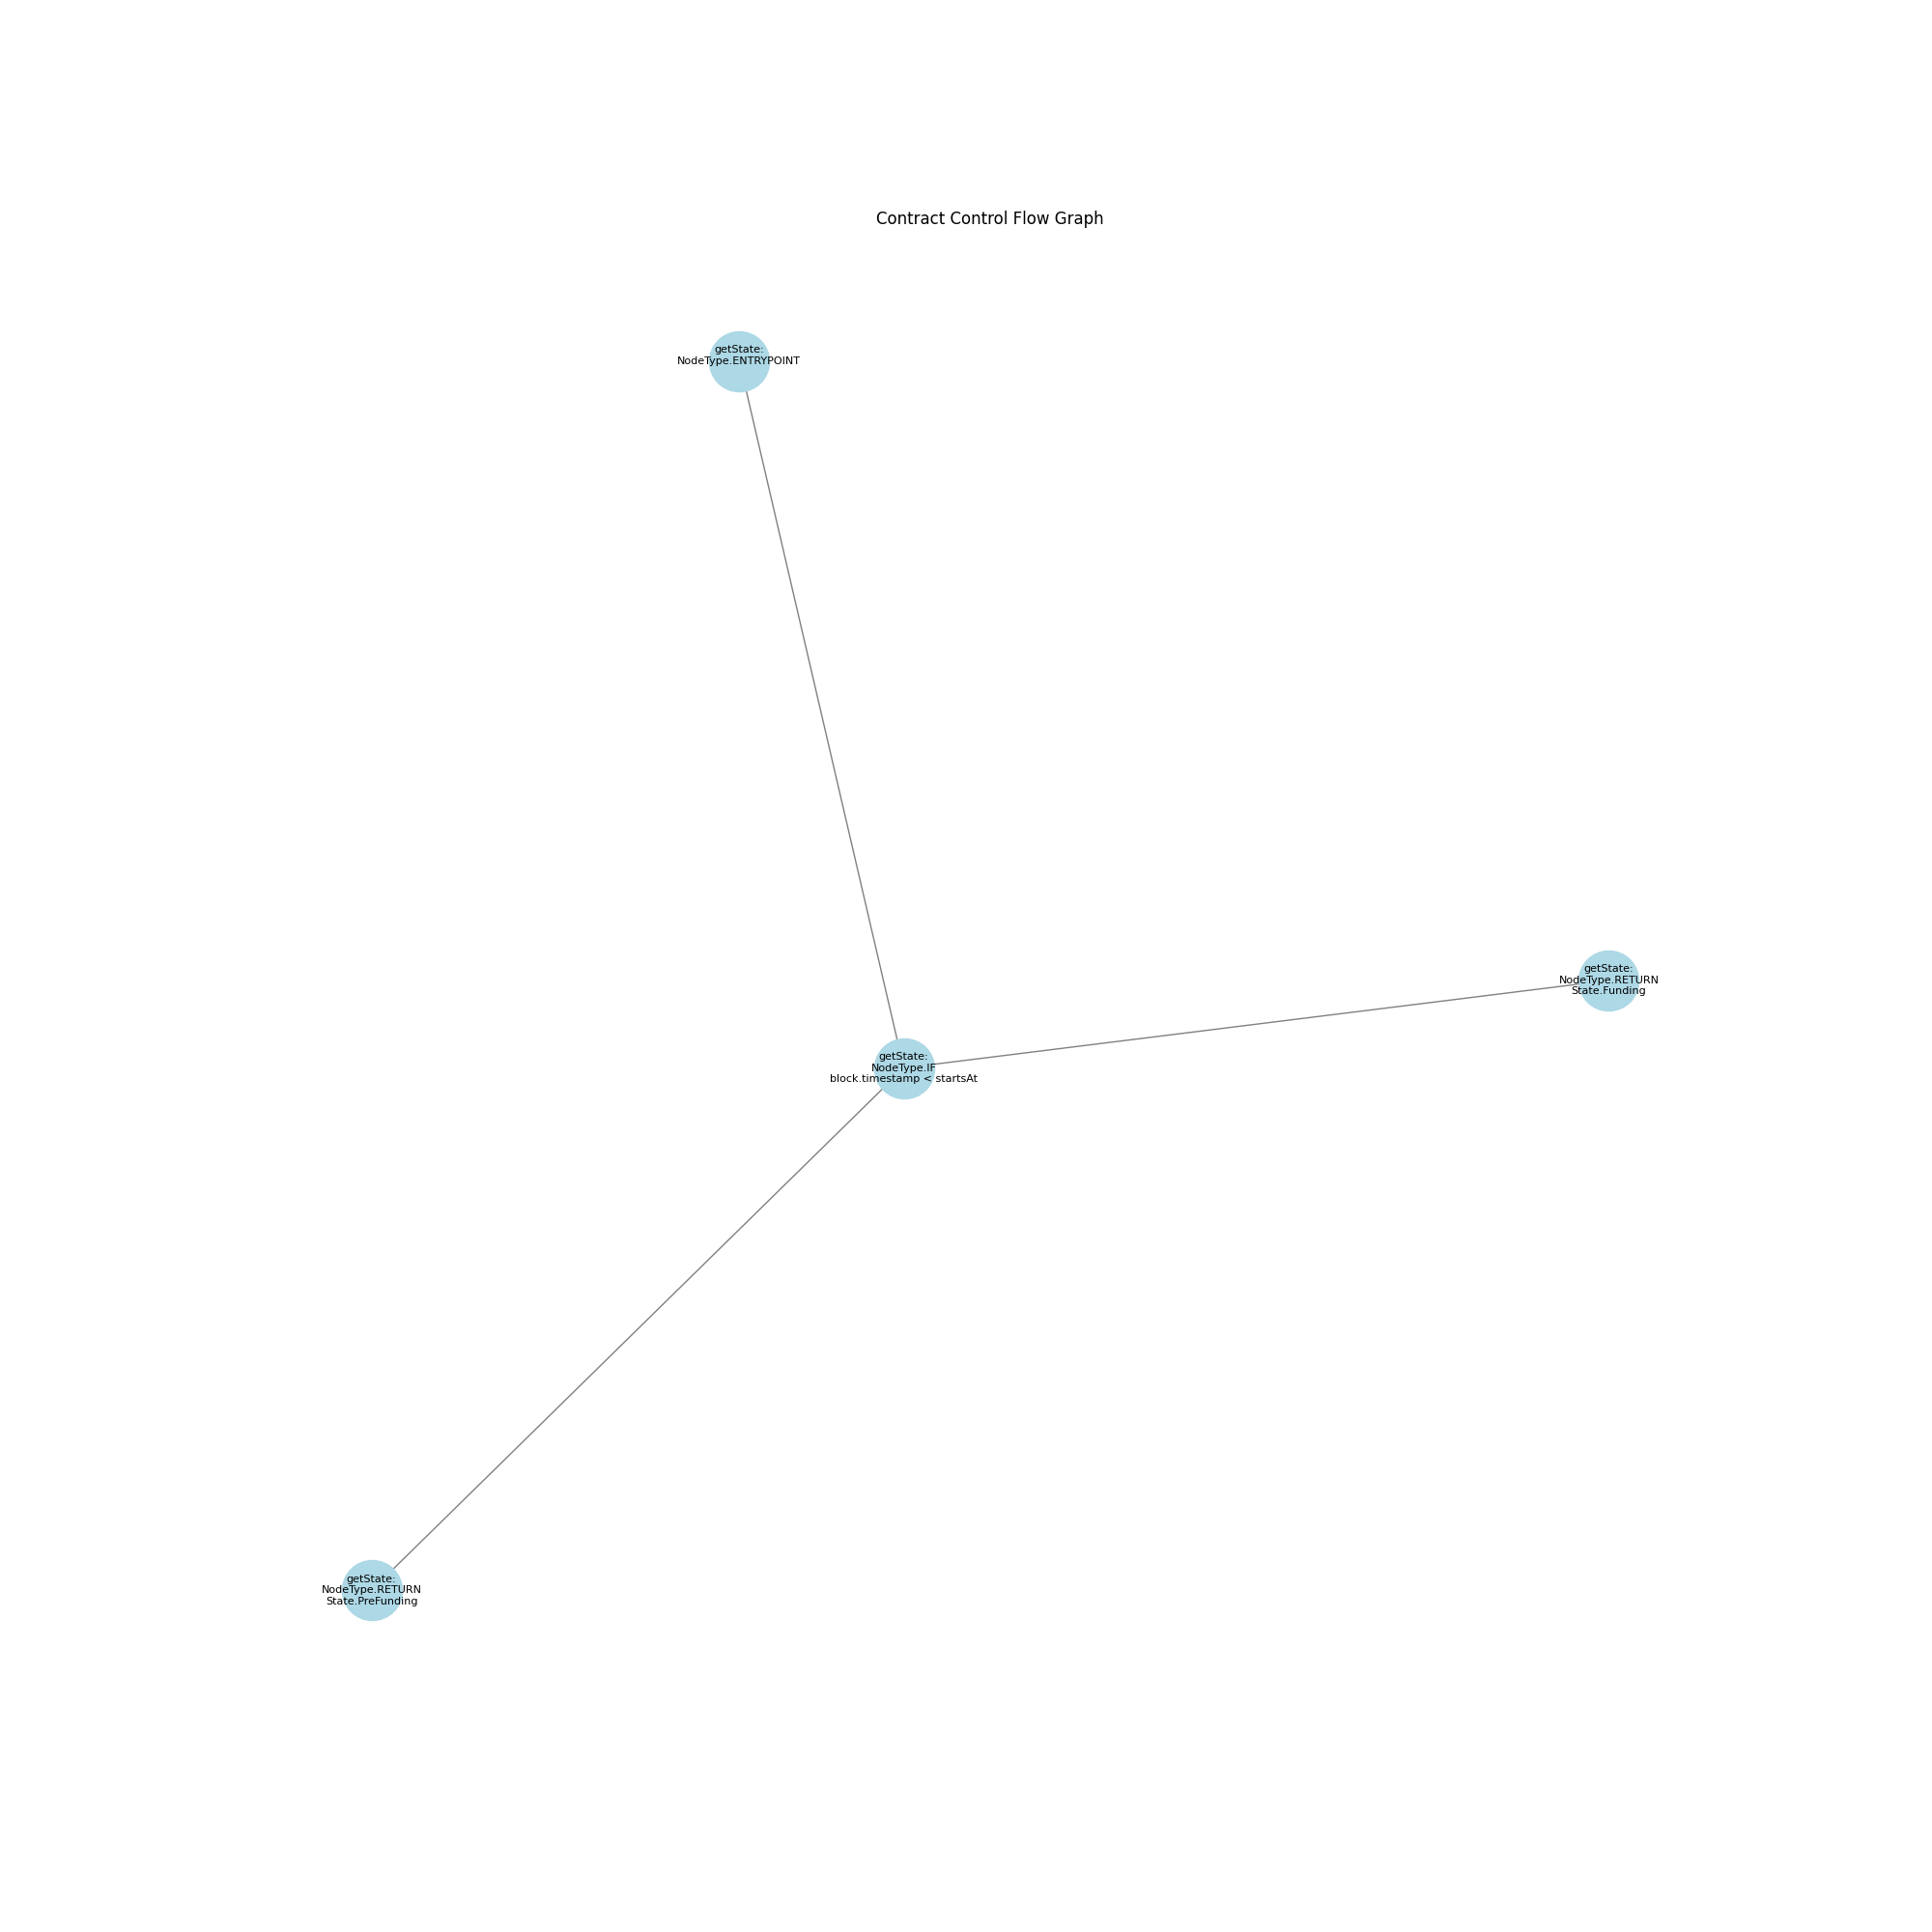 Contract Control Flow Graph
getState:
NodeType.ENTRYPOINT
getState:
NodeType.RETURN
State.Funding
getState:
NodeType.IF
block.timestamp < startsAt
getState:
NodeType.RETURN
State.PreFunding